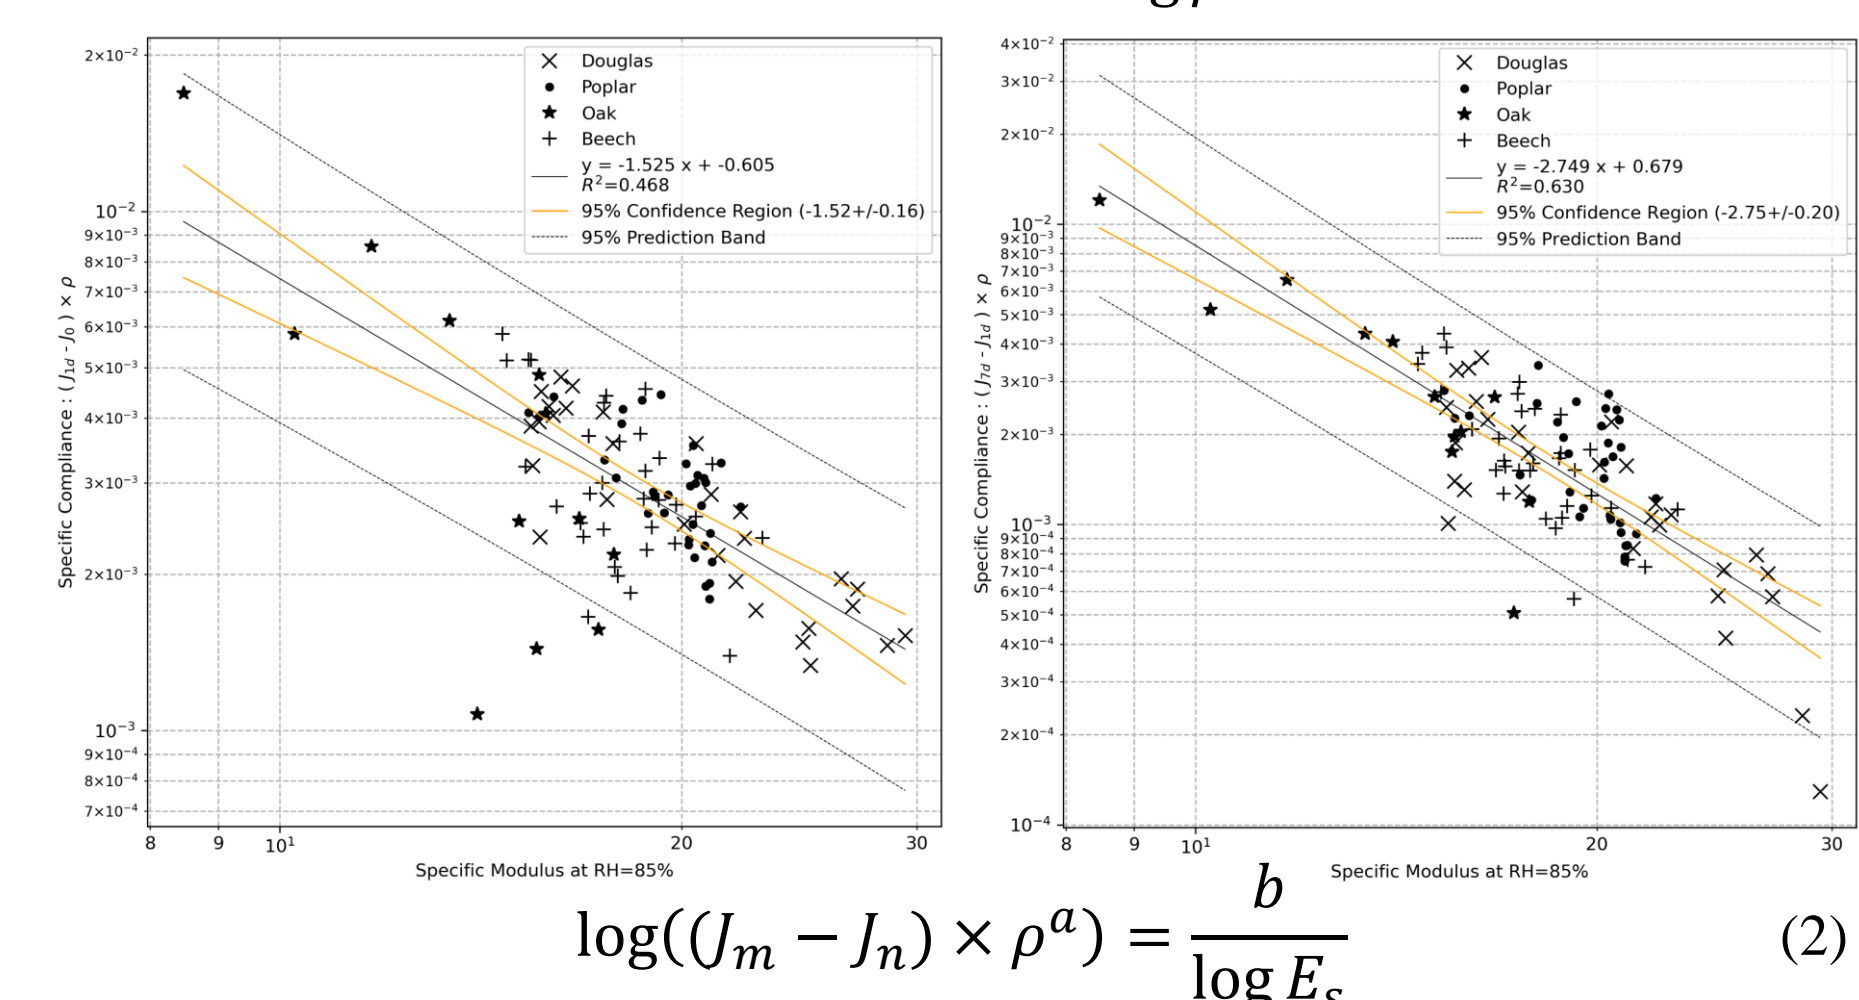 gρ
2×10⁻²
10⁻²
9×10⁻³
8×10⁻³
7×10⁻³
6×10⁻³
5×10⁻³
4×10⁻³
3×10⁻³
2×10⁻³
10⁻³
9×10⁻⁴
8×10⁻⁴
7×10⁻⁴
Specific Compliance : ( J₁d - J₀ ) × ρ
Douglas
Poplar
Oak
Beech
y = -1.525 x + -0.605
R²=0.468
95% Confidence Region (-1.52+/-0.16)
95% Prediction Band
8 9 10¹ 20 30
Specific Modulus at RH=85%
4×10⁻²
3×10⁻²
2×10⁻²
10⁻²
9×10⁻³
8×10⁻³
7×10⁻³
6×10⁻³
5×10⁻³
4×10⁻³
3×10⁻³
2×10⁻³
10⁻³
9×10⁻⁴
8×10⁻⁴
7×10⁻⁴
6×10⁻⁴
5×10⁻⁴
4×10⁻⁴
3×10⁻⁴
2×10⁻⁴
10⁻⁴
Specific Compliance : ( J₇d - J₁d ) × ρ
Douglas
Poplar
Oak
Beech
y = -2.749 x + 0.679
R²=0.630
95% Confidence Region (-2.75+/-0.20)
95% Prediction Band
8 9 10¹ 20 30
Specific Modulus at RH=85%
log((Jₘ − Jₙ) × ρᵃ) = b / log Eₛ (2)